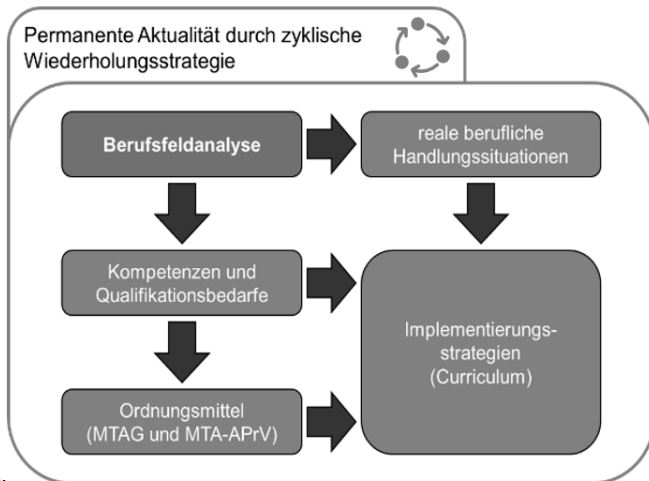 Permanente Aktualität durch zyklische
Wiederholungsstrategie
Berufsfeldanalyse
reale berufliche
Handlungssituationen
Kompetenzen und
Qualifikationsbedarfe
Implementierungs-
strategien
(Curriculum)
Ordnungsmittel
(MTAG und MTA-APrV)